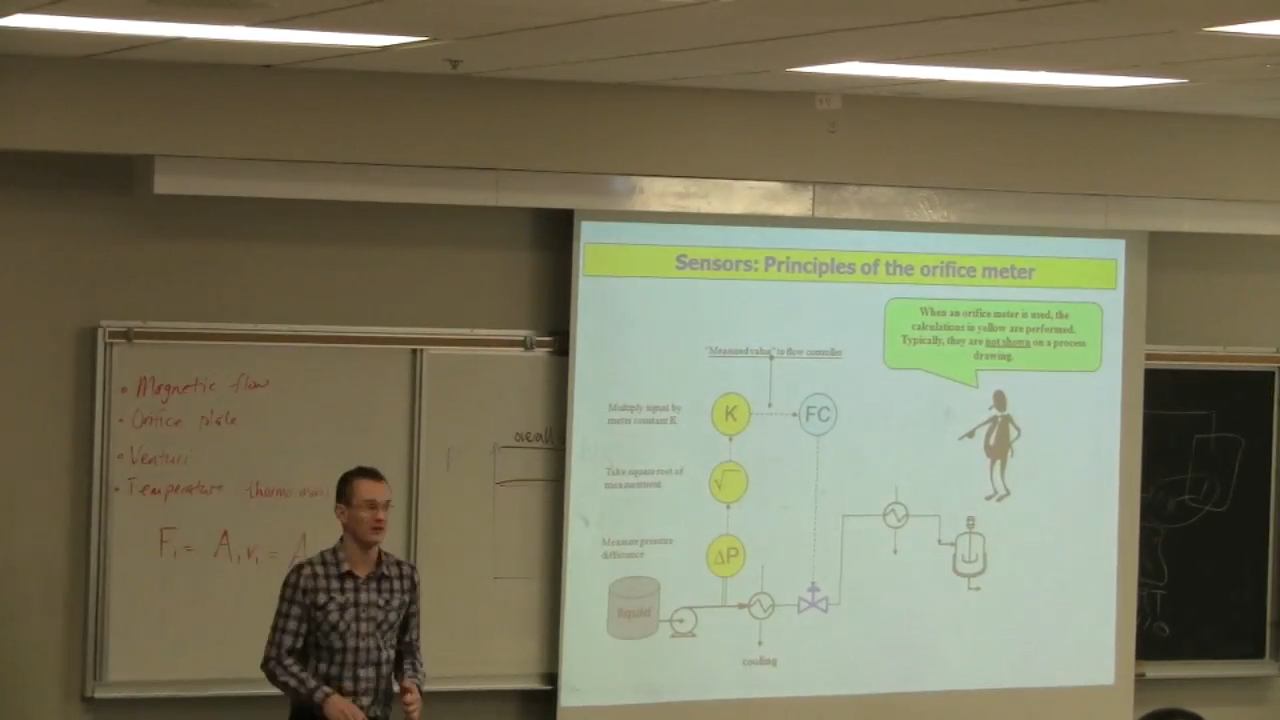 • Magnetic flow
• Orifice plate
• Venturi
• Temperature
F₁ = A₁v₁ = A
overall
Sensors: Principles of the orifice meter
When an orifice meter is used, the
calculations in yellow are performed.
Typically, they are not shown on a process
drawing.
"Measured value" to flow controller
Multiply signal by
meter constant K
K
FC
Take square root of
measurement
√
Measure pressure
difference
ΔP
liquid
cooling